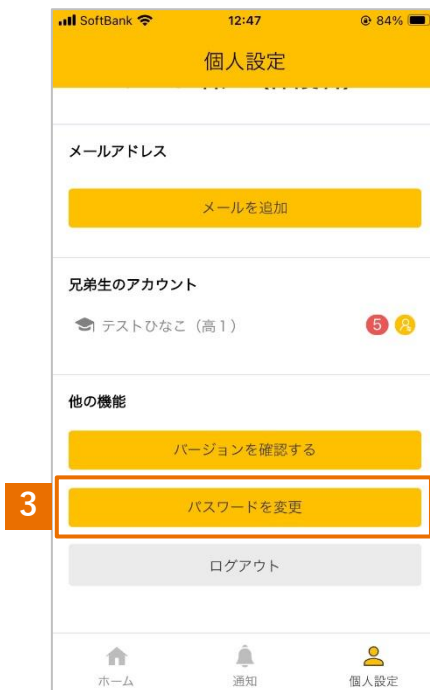 SoftBank 12:47 84%
個人設定
メールアドレス
メールを追加
兄弟生のアカウント
テストひなこ（高１） 5
他の機能
バージョンを確認する
3 パスワードを変更
ログアウト
ホーム 通知 個人設定